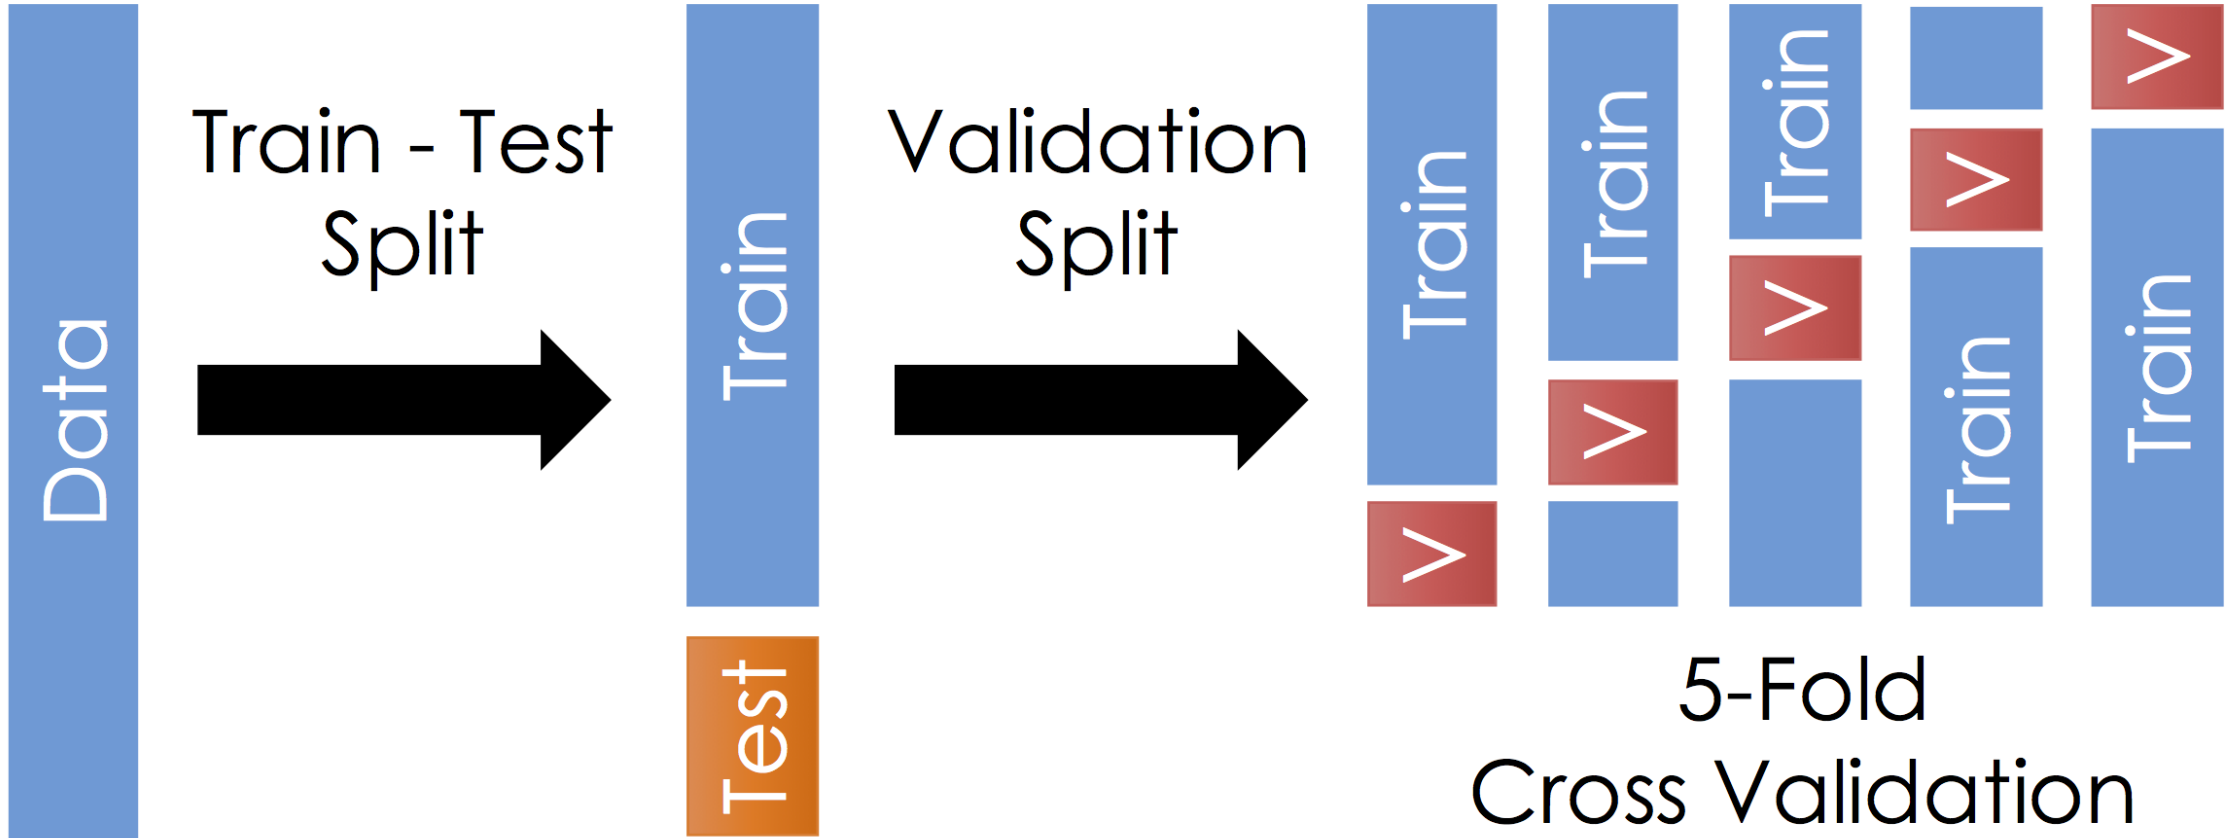 Data
Train - Test
Split
Train
Test
Validation
Split
Train
V
Train
V
Train
V
V
Train
V
Train
5-Fold
Cross Validation